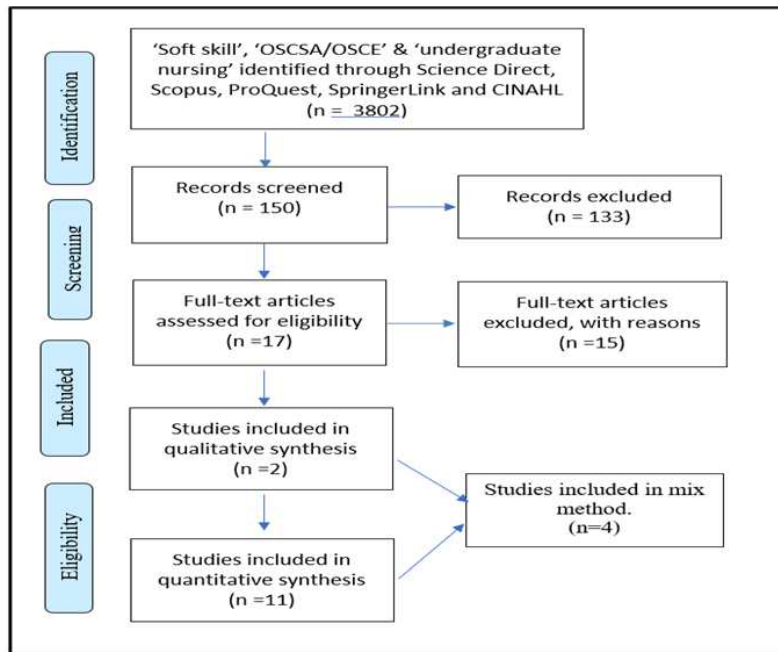 Identification
‘Soft skill’, ‘OSCSA/OSCE’ & ‘undergraduate
nursing’ identified through Science Direct,
Scopus, ProQuest, SpringerLink and CINAHL
(n = 3802)
Screening
Records screened
(n = 150)
Records excluded
(n = 133)
Full-text articles
assessed for eligibility
(n =17)
Full-text articles
excluded, with reasons
(n =15)
Included
Studies included in
qualitative synthesis
(n =2)
Studies included in mix
method.
(n=4)
Eligibility
Studies included in
quantitative synthesis
(n =11)